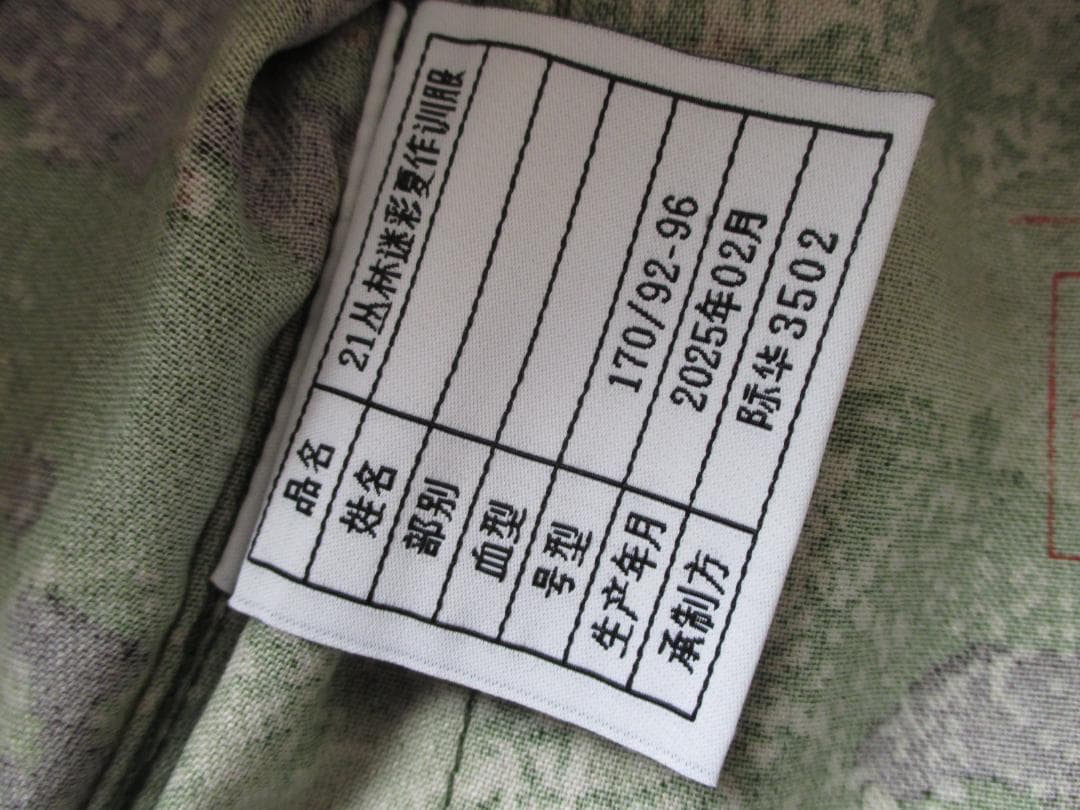 品名 21丛林迷彩夏作训服
姓名
部别
血型
号型 170/92-96
生产年月 2025年02月
承制方 际华3502